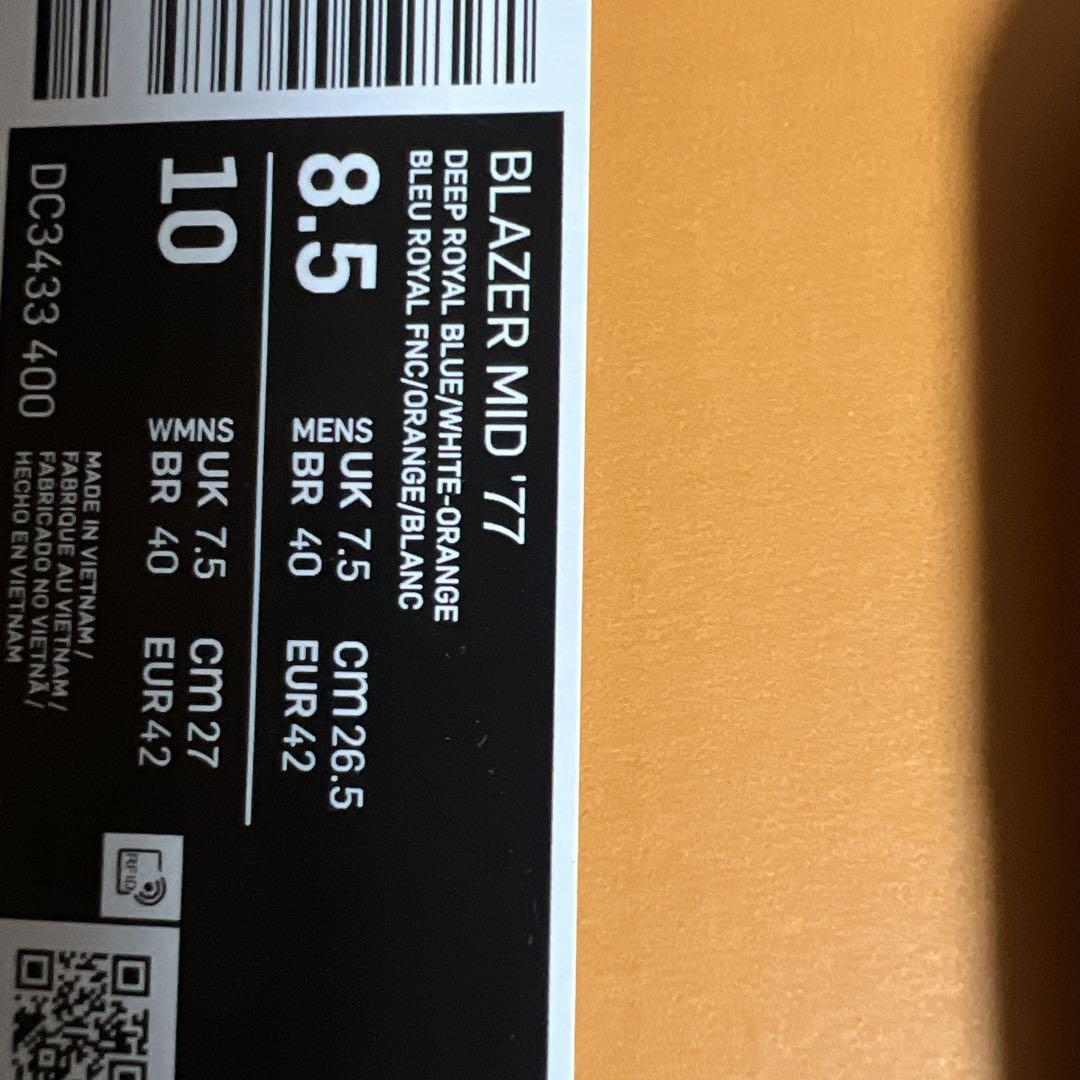 BLAZER MID '77
DEEP ROYAL BLUE/WHITE-ORANGE
BLEU ROYAL FNC/ORANGE/BLANC
8.5 MENS UK 7.5 cm 26.5
BR 40 EUR 42
10 WMNS UK 7.5 cm 27
BR 40 EUR 42
DC3433 400
MADE IN VIETNAM /
FABRIQUE AU VIETNAM /
FABRICADO NO VIETNÃ /
HECHO EN VIETNAM
RFID